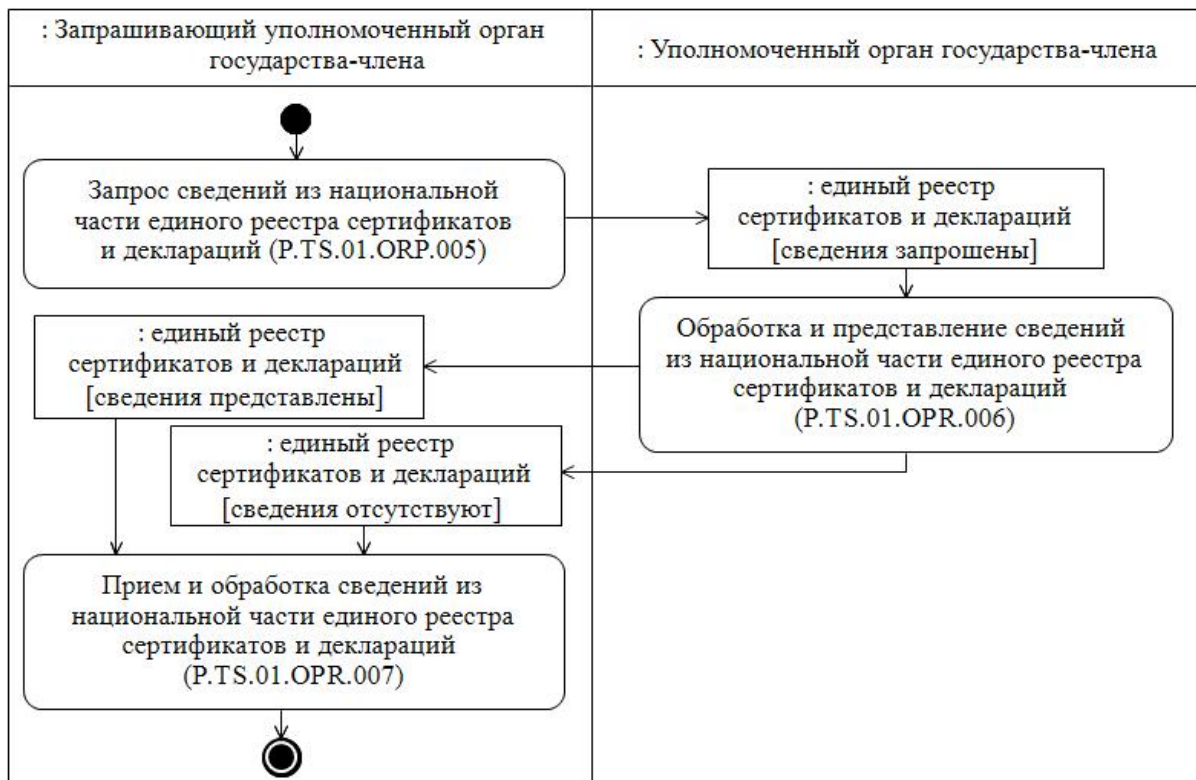 : Запрашивающий уполномоченный орган
государства-члена
: Уполномоченный орган государства-члена
Запрос сведений из национальной
части единого реестра сертификатов
и деклараций (P.TS.01.ORP.005)
: единый реестр
сертификатов и деклараций
[сведения запрошены]
Обработка и представление сведений
из национальной части единого реестра
сертификатов и деклараций
(P.TS.01.OPR.006)
: единый реестр
сертификатов и деклараций
[сведения представлены]
: единый реестр
сертификатов и деклараций
[сведения отсутствуют]
Прием и обработка сведений из
национальной части единого реестра
сертификатов и деклараций
(P.TS.01.OPR.007)